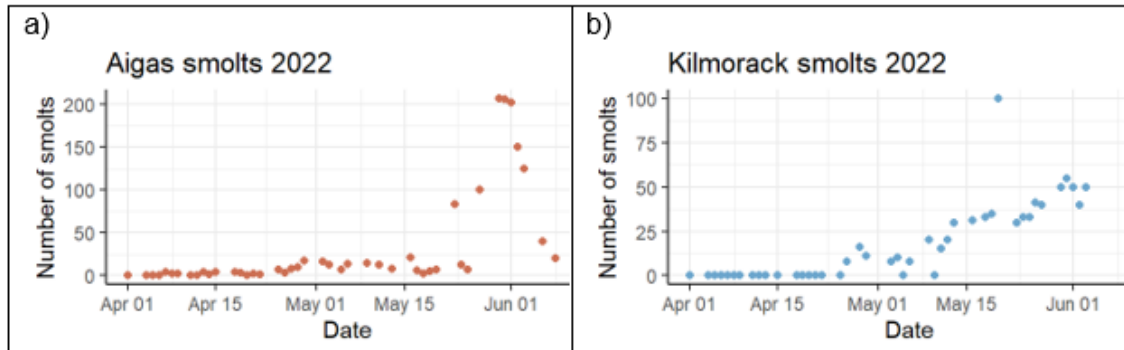 a)
Aigas smolts 2022
200
150
100
50
0
Number of smolts
Apr 01 Apr 15 May 01 May 15 Jun 01
Date
b)
Kilmorack smolts 2022
100
75
50
25
0
Number of smolts
Apr 01 Apr 15 May 01 May 15 Jun 01
Date